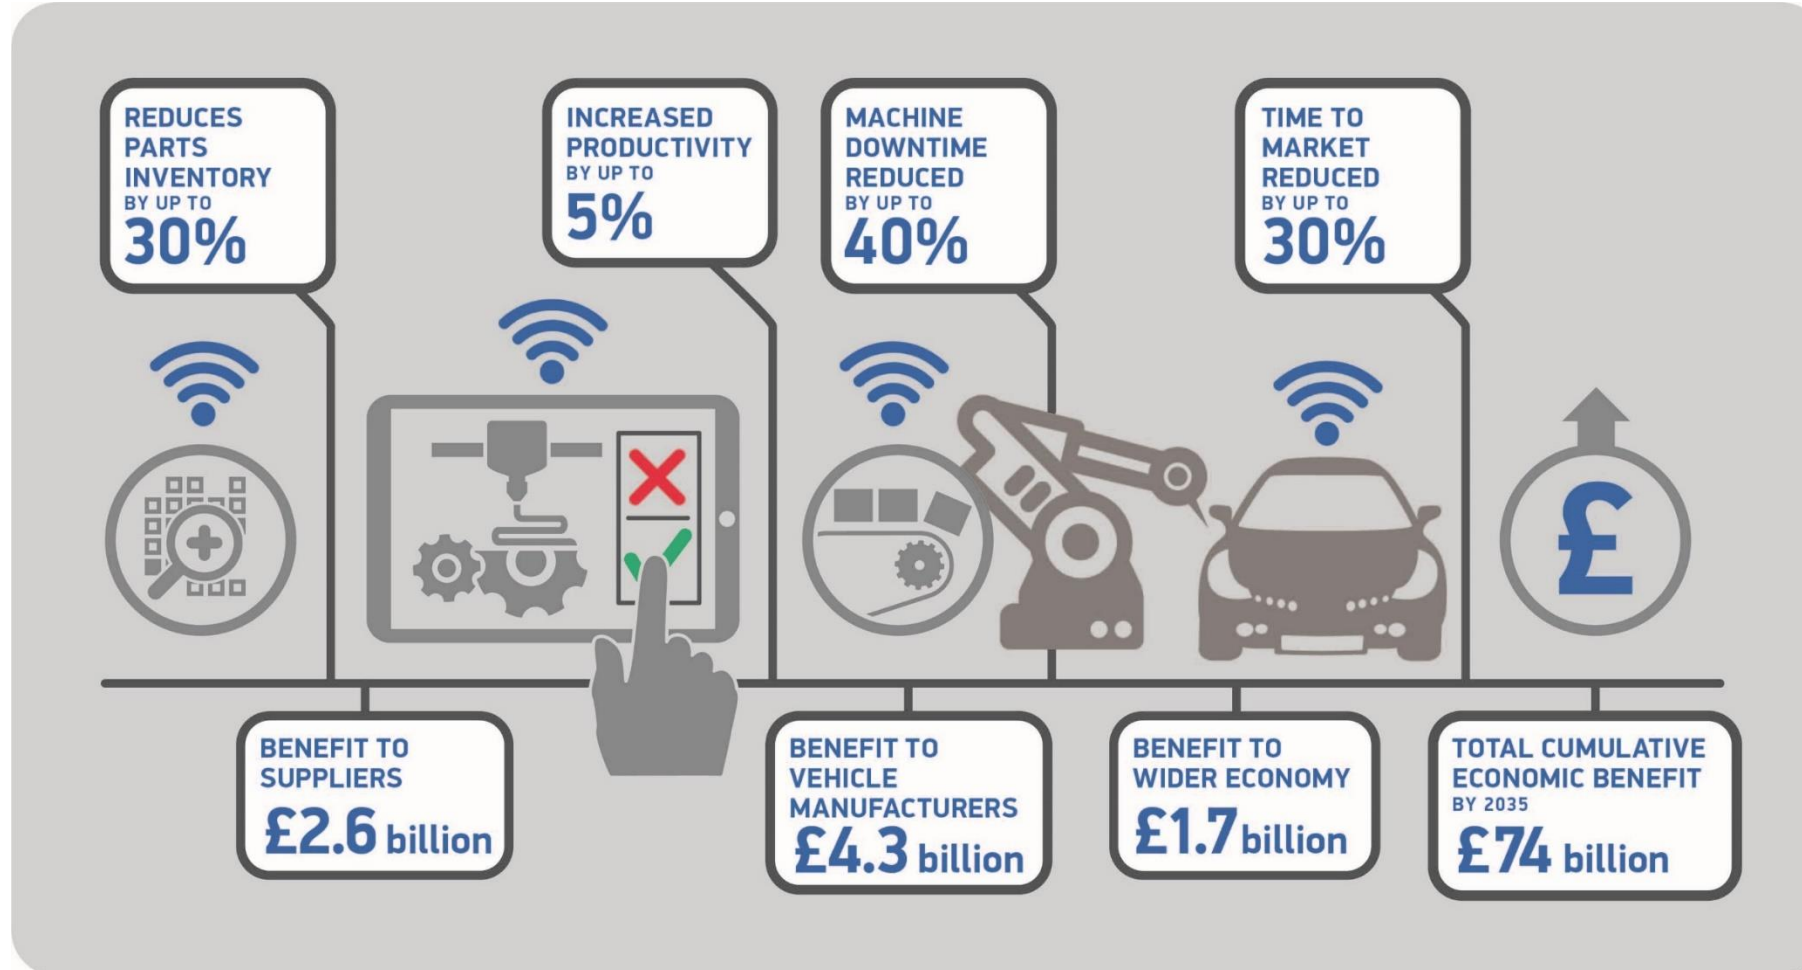 REDUCES
PARTS
INVENTORY
BY UP TO
30%
INCREASED
PRODUCTIVITY
BY UP TO
5%
MACHINE
DOWNTIME
REDUCED
BY UP TO
40%
TIME TO
MARKET
REDUCED
BY UP TO
30%
£
BENEFIT TO
SUPPLIERS
£2.6 billion
BENEFIT TO
VEHICLE
MANUFACTURERS
£4.3 billion
BENEFIT TO
WIDER ECONOMY
£1.7 billion
TOTAL CUMULATIVE
ECONOMIC BENEFIT
BY 2035
£74 billion